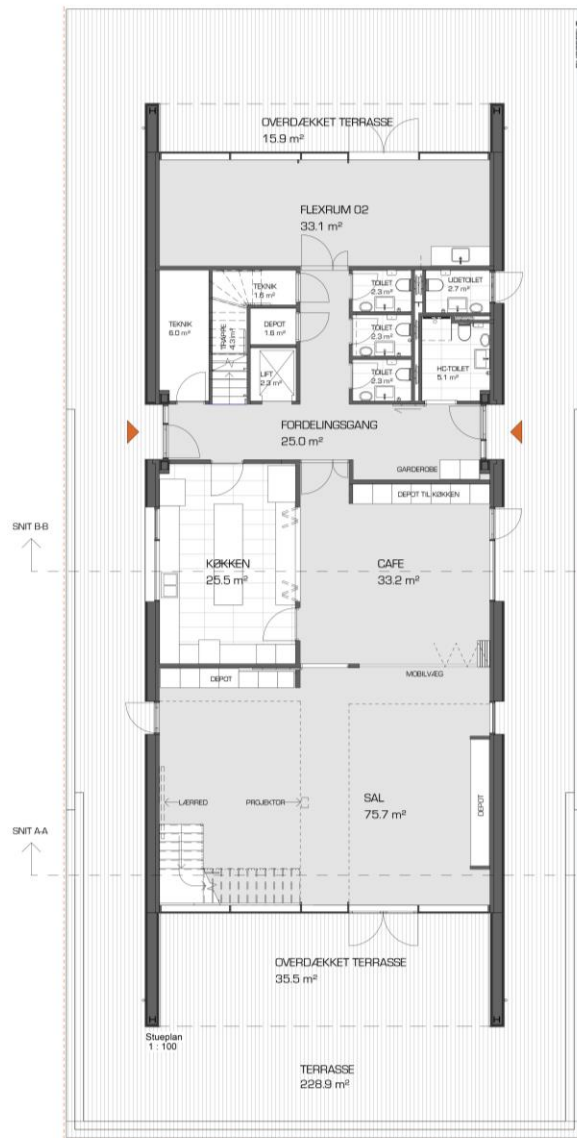 OVERDÆKKET TERRASSE
15.9 m²
FLEXRUM 02
33.1 m²
TEKNIK
1.6 m²
TOILET
2.3 m²
UDETOILET
2.7 m²
TEKNIK
6.0 m²
TRAPPE
4.3 m²
DEPOT
1.6 m²
TOILET
2.3 m²
LIFT
2.3 m²
TOILET
2.3 m²
HC-TOILET
5.1 m²
FORDELINGSGANG
25.0 m²
GARDEROBE
DEPOT TIL KØKKEN
SNIT B-B
KØKKEN
25.5 m²
CAFE
33.2 m²
DEPOT
MOBILVÆG
LÆRRED
PROJEKTOR
SAL
75.7 m²
DEPOT
SNIT A-A
OVERDÆKKET TERRASSE
35.5 m²
Stueplan
1 : 100
TERRASSE
228.9 m²